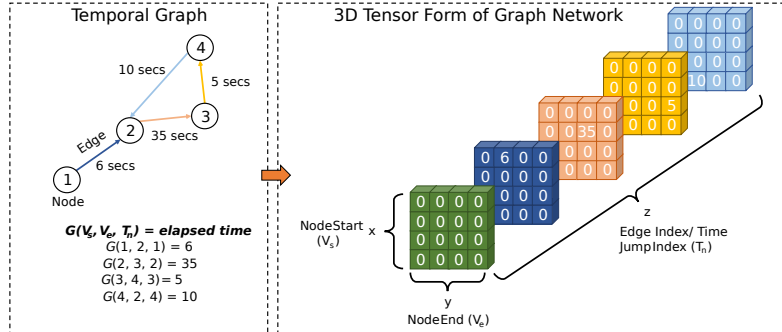 Temporal Graph
4
10 secs
5 secs
3
2
35 secs
Edge
6 secs
1
Node
G(V_s, V_e, T_n) = elapsed time
G(1, 2, 1) = 6
G(2, 3, 2) = 35
G(3, 4, 3)= 5
G(4, 2, 4) = 10
3D Tensor Form of Graph Network
0 0 0 0
0 0 0 0
0 0 0 0
0 0 0 0
0 6 0 0
0 0 0 0
0 0 0 0
0 0 0 0
0 0 0 0
0 0 35 0
0 0 0 0
0 0 0 0
0 0 0 0
0 0 0 0
0 0 0 5
0 0 0 0
0 0 0 0
0 0 0 0
0 0 0 0
0 10 0 0
NodeStart x
(V_s)
y
NodeEnd (V_e)
z
Edge Index/ Time
JumpIndex (T_n)